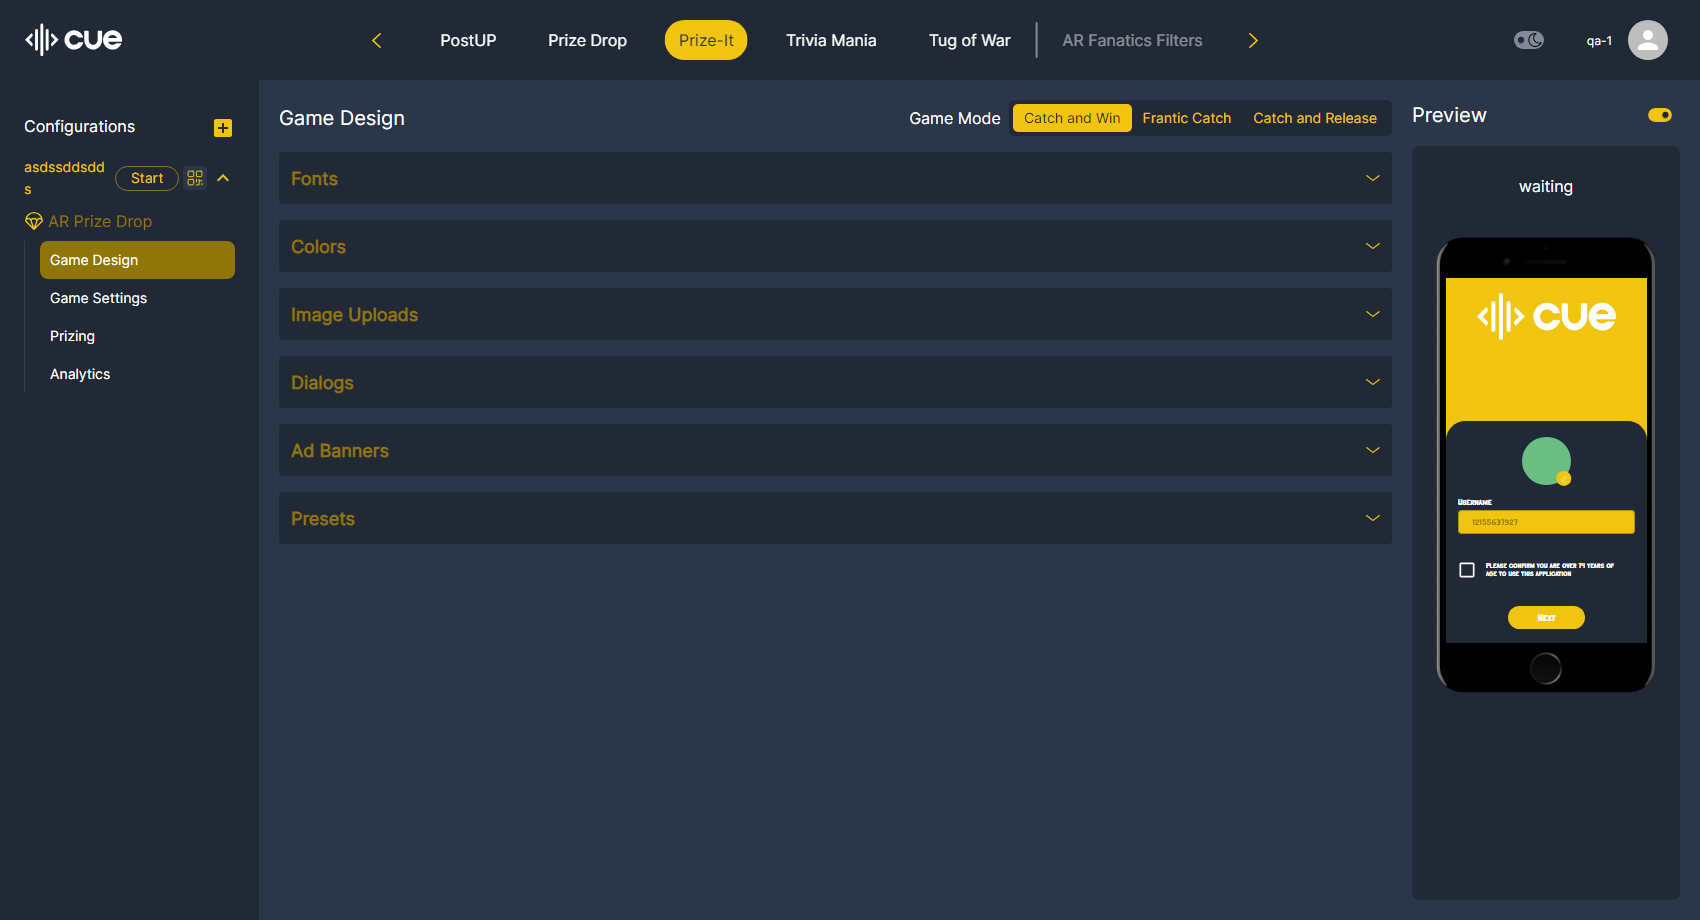 cue
PostUP
Prize Drop
Prize-It
Trivia Mania
Tug of War
AR Fanatics Filters
qa-1
Configurations
asdssddsdd
s
Start
AR Prize Drop
Game Design
Game Settings
Prizing
Analytics
Game Design
Game Mode
Catch and Win
Frantic Catch
Catch and Release
Fonts
Colors
Image Uploads
Dialogs
Ad Banners
Presets
Preview
waiting
cue
Username
12155637927
Please confirm you are over 14 years of
age to use this application
Next